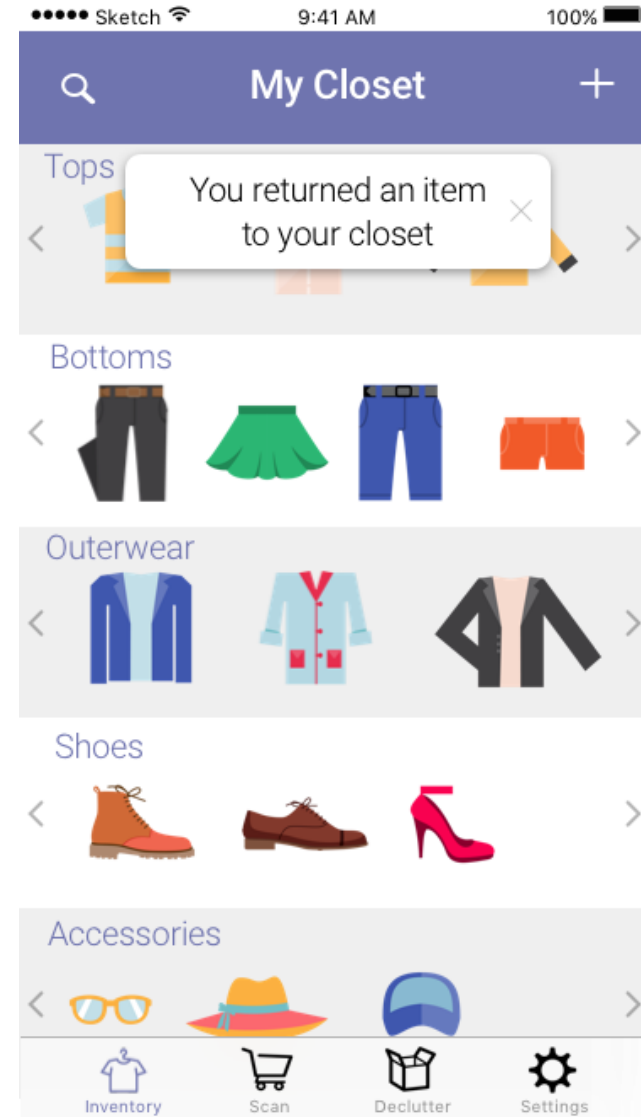 Sketch 9:41 AM 100%
My Closet
Tops
You returned an item
to your closet
Bottoms
Outerwear
Shoes
Accessories
Inventory Scan Declutter Settings